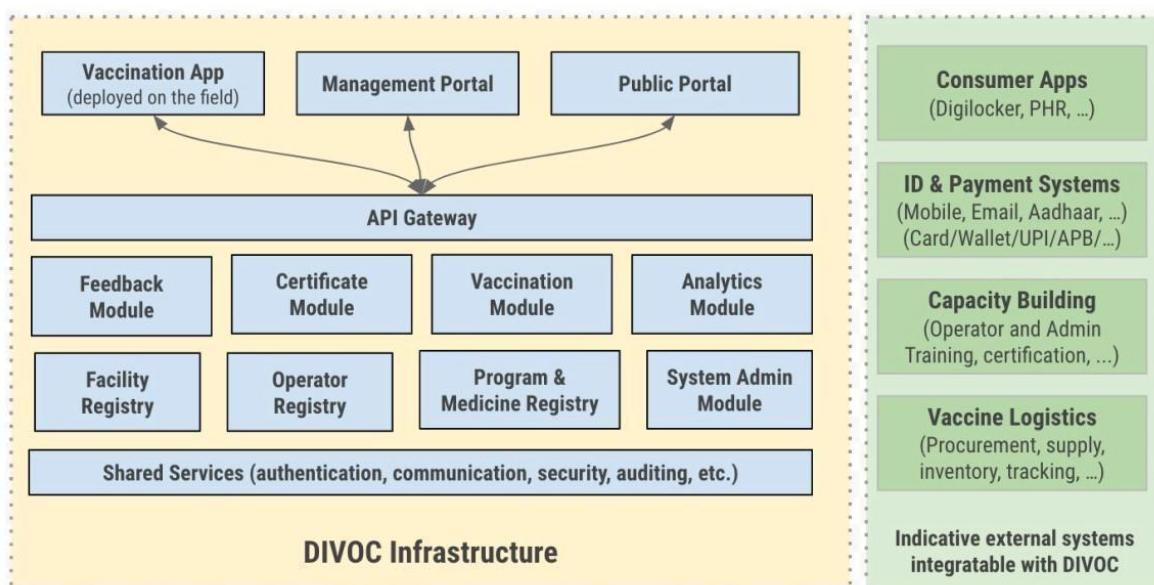 Vaccination App
(deployed on the field)
Management Portal
Public Portal
API Gateway
Feedback
Module
Certificate
Module
Vaccination
Module
Analytics
Module
Facility
Registry
Operator
Registry
Program &
Medicine Registry
System Admin
Module
Shared Services (authentication, communication, security, auditing, etc.)
DIVOC Infrastructure
Consumer Apps
(Digilocker, PHR, …)
ID & Payment Systems
(Mobile, Email, Aadhaar, …)
(Card/Wallet/UPI/APB/…)
Capacity Building
(Operator and Admin
Training, certification, ...)
Vaccine Logistics
(Procurement, supply,
inventory, tracking, …)
Indicative external systems
integratable with DIVOC